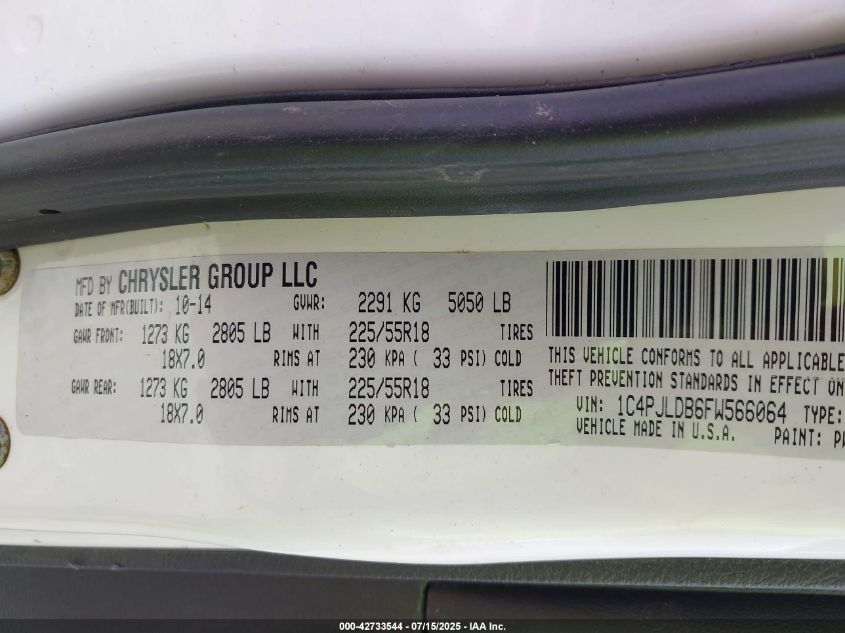 MFD BY CHRYSLER GROUP LLC
DATE OF MFR(BUILT): 10-14 GVWR: 2291 KG 5050 LB
GAWR FRONT: 1273 KG 2805 LB WITH 225/55R18 TIRES
18X7.0 RIMS AT 230 KPA ( 33 PSI) COLD
GAWR REAR: 1273 KG 2805 LB WITH 225/55R18 TIRES
18X7.0 RIMS AT 230 KPA ( 33 PSI) COLD
THIS VEHICLE CONFORMS TO ALL APPLICABLE
THEFT PREVENTION STANDARDS IN EFFECT ON
VIN: 1C4PJLDB6FW566064 TYPE:
VEHICLE MADE IN U.S.A. PAINT:
000-42733544 - 07/15/2025 - IAA Inc.